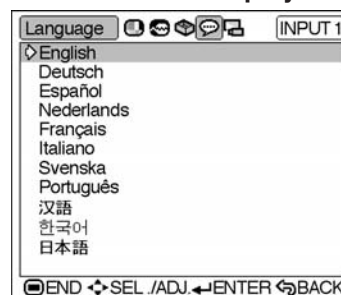 Language INPUT 1
English
Deutsch
Español
Nederlands
Français
Italiano
Svenska
Português
汉語
한국어
日本語
END SEL./ADJ. ENTER BACK